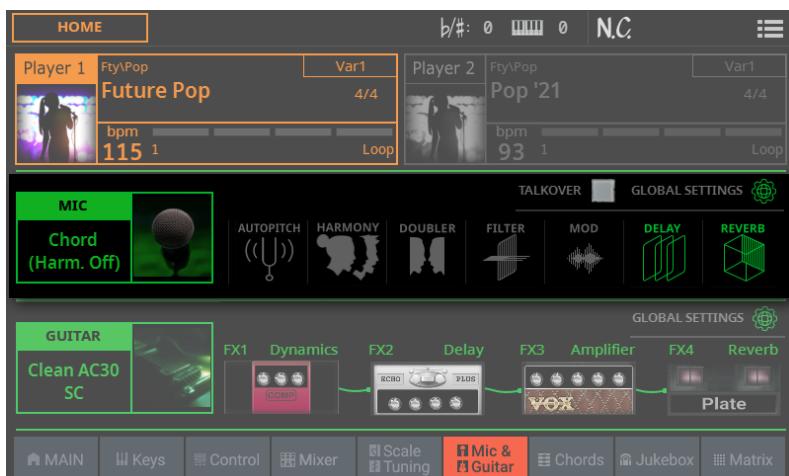 HOME
♭/♯: 0
0
N.C.
Player 1
Fty\Pop
Var1
Future Pop
4/4
bpm
115
1
Loop
Player 2
Fty\Pop
Var1
Pop '21
4/4
bpm
93
1
Loop
TALKOVER
GLOBAL SETTINGS
MIC
Chord
(Harm. Off)
AUTOPITCH
HARMONY
DOUBLER
FILTER
MOD
DELAY
REVERB
GLOBAL SETTINGS
GUITAR
Clean AC30
SC
FX1 Dynamics
FX2 Delay
FX3 Amplifier
FX4 Reverb
COMP
ECHO
PLUS
VOX
Plate
MAIN
Keys
Control
Mixer
Scale
Tuning
Mic &
Guitar
Chords
Jukebox
Matrix